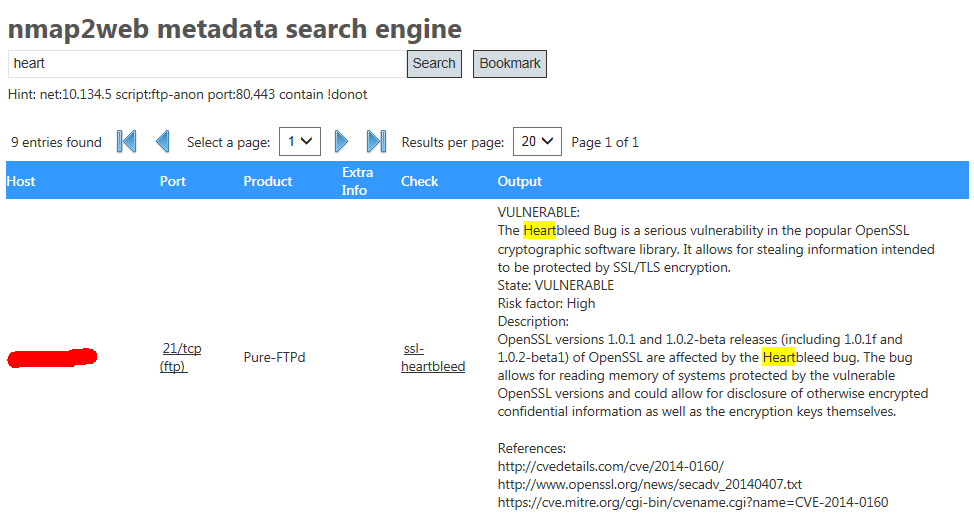 nmap2web metadata search engine
heart Search Bookmark
Hint: net:10.134.5 script:ftp-anon port:80,443 contain !donot
9 entries found Select a page: 1 Results per page: 20 Page 1 of 1
Host Port Product Extra Info Check Output
VULNERABLE:
The Heartbleed Bug is a serious vulnerability in the popular OpenSSL
cryptographic software library. It allows for stealing information intended
to be protected by SSL/TLS encryption.
State: VULNERABLE
Risk factor: High
Description:
OpenSSL versions 1.0.1 and 1.0.2-beta releases (including 1.0.1f and
1.0.2-beta1) of OpenSSL are affected by the Heartbleed bug. The bug
allows for reading memory of systems protected by the vulnerable
OpenSSL versions and could allow for disclosure of otherwise encrypted
confidential information as well as the encryption keys themselves.
References:
http://cvedetails.com/cve/2014-0160/
http://www.openssl.org/news/secadv_20140407.txt
https://cve.mitre.org/cgi-bin/cvename.cgi?name=CVE-2014-0160
21/tcp
(ftp)
Pure-FTPd
ssl-
heartbleed